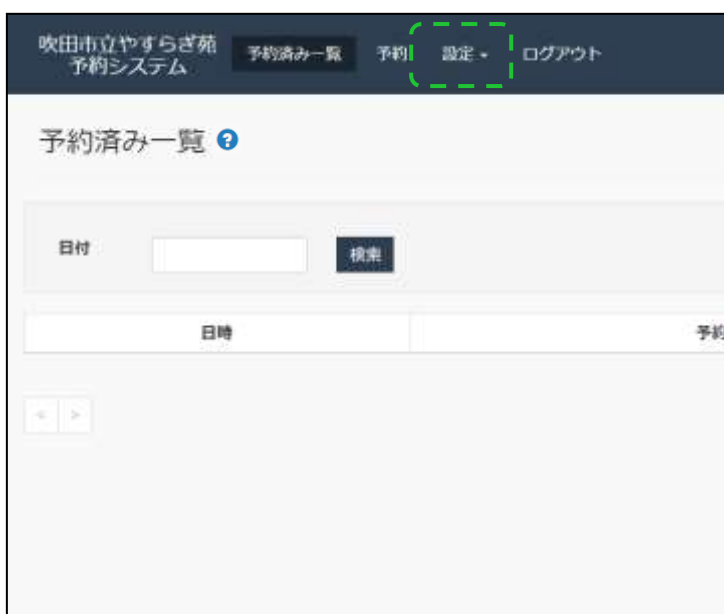 吹田市立やすらぎ苑
予約システム
予約済み一覧 予約 設定 ログアウト
予約済み一覧 ?
日付
検索
日時 予約
< >